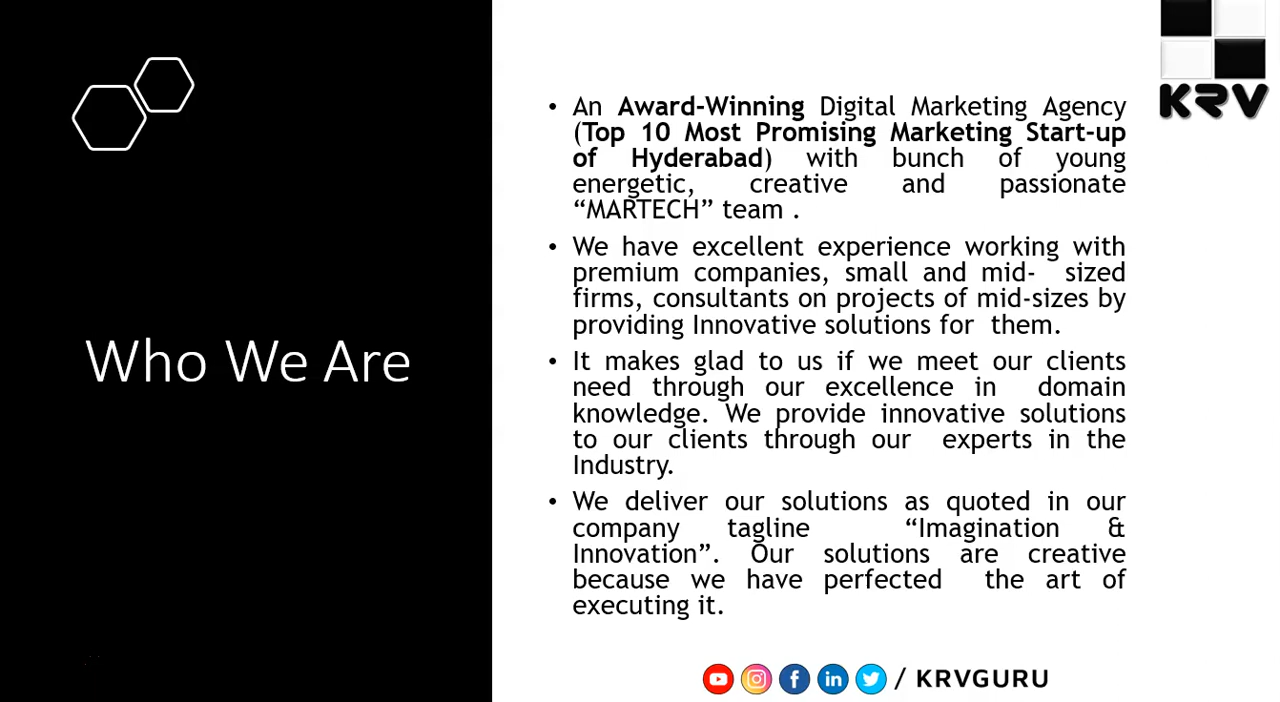 KRV
Who We Are
• An Award-Winning Digital Marketing Agency
(Top 10 Most Promising Marketing Start-up
of Hyderabad) with bunch of young
energetic, creative and passionate
“MARTECH” team .
• We have excellent experience working with
premium companies, small and mid- sized
firms, consultants on projects of mid-sizes by
providing Innovative solutions for them.
• It makes glad to us if we meet our clients
need through our excellence in domain
knowledge. We provide innovative solutions
to our clients through our experts in the
Industry.
• We deliver our solutions as quoted in our
company tagline “Imagination &
Innovation”. Our solutions are creative
because we have perfected the art of
executing it.
/ KRVGURU